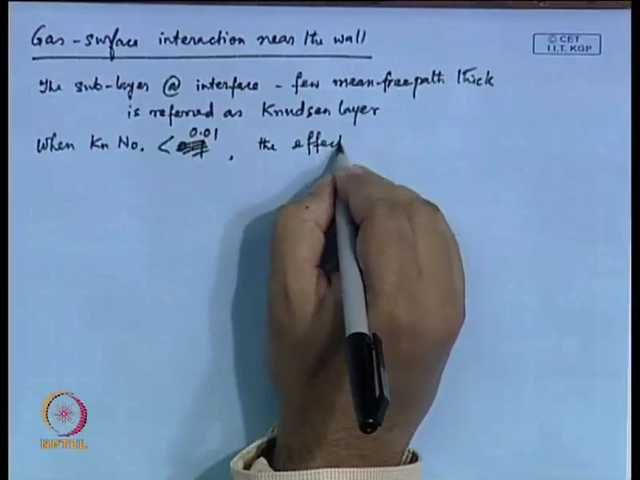 Gas-surface interaction near the wall
© CET
I.I.T. KGP
The sub-layer @ interface - few mean-free path thick
is referred as Knudsen layer
When Kn No. < 0.01, the effect
NPTEL